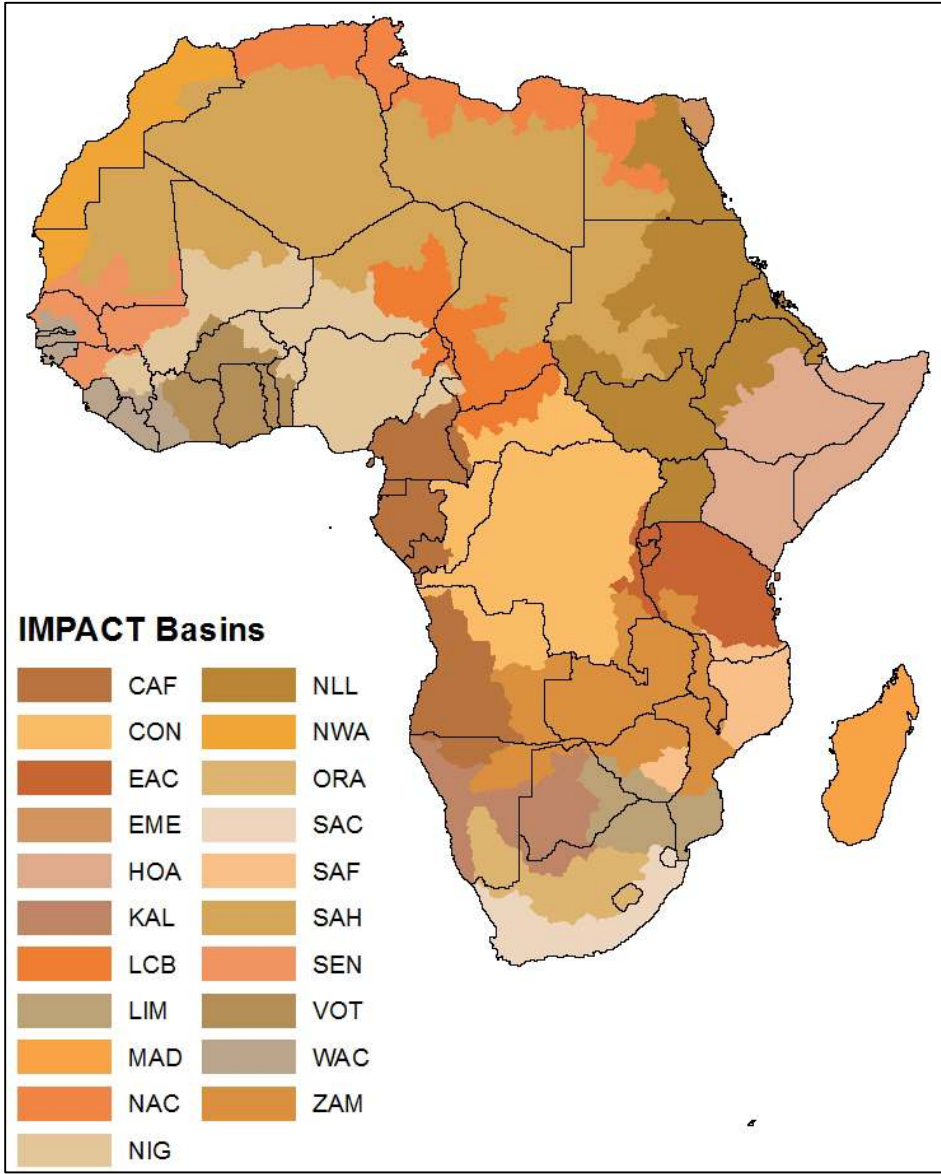 IMPACT Basins
CAF NLL
CON NWA
EAC ORA
EME SAC
HOA SAF
KAL SAH
LCB SEN
LIM VOT
MAD WAC
NAC ZAM
NIG